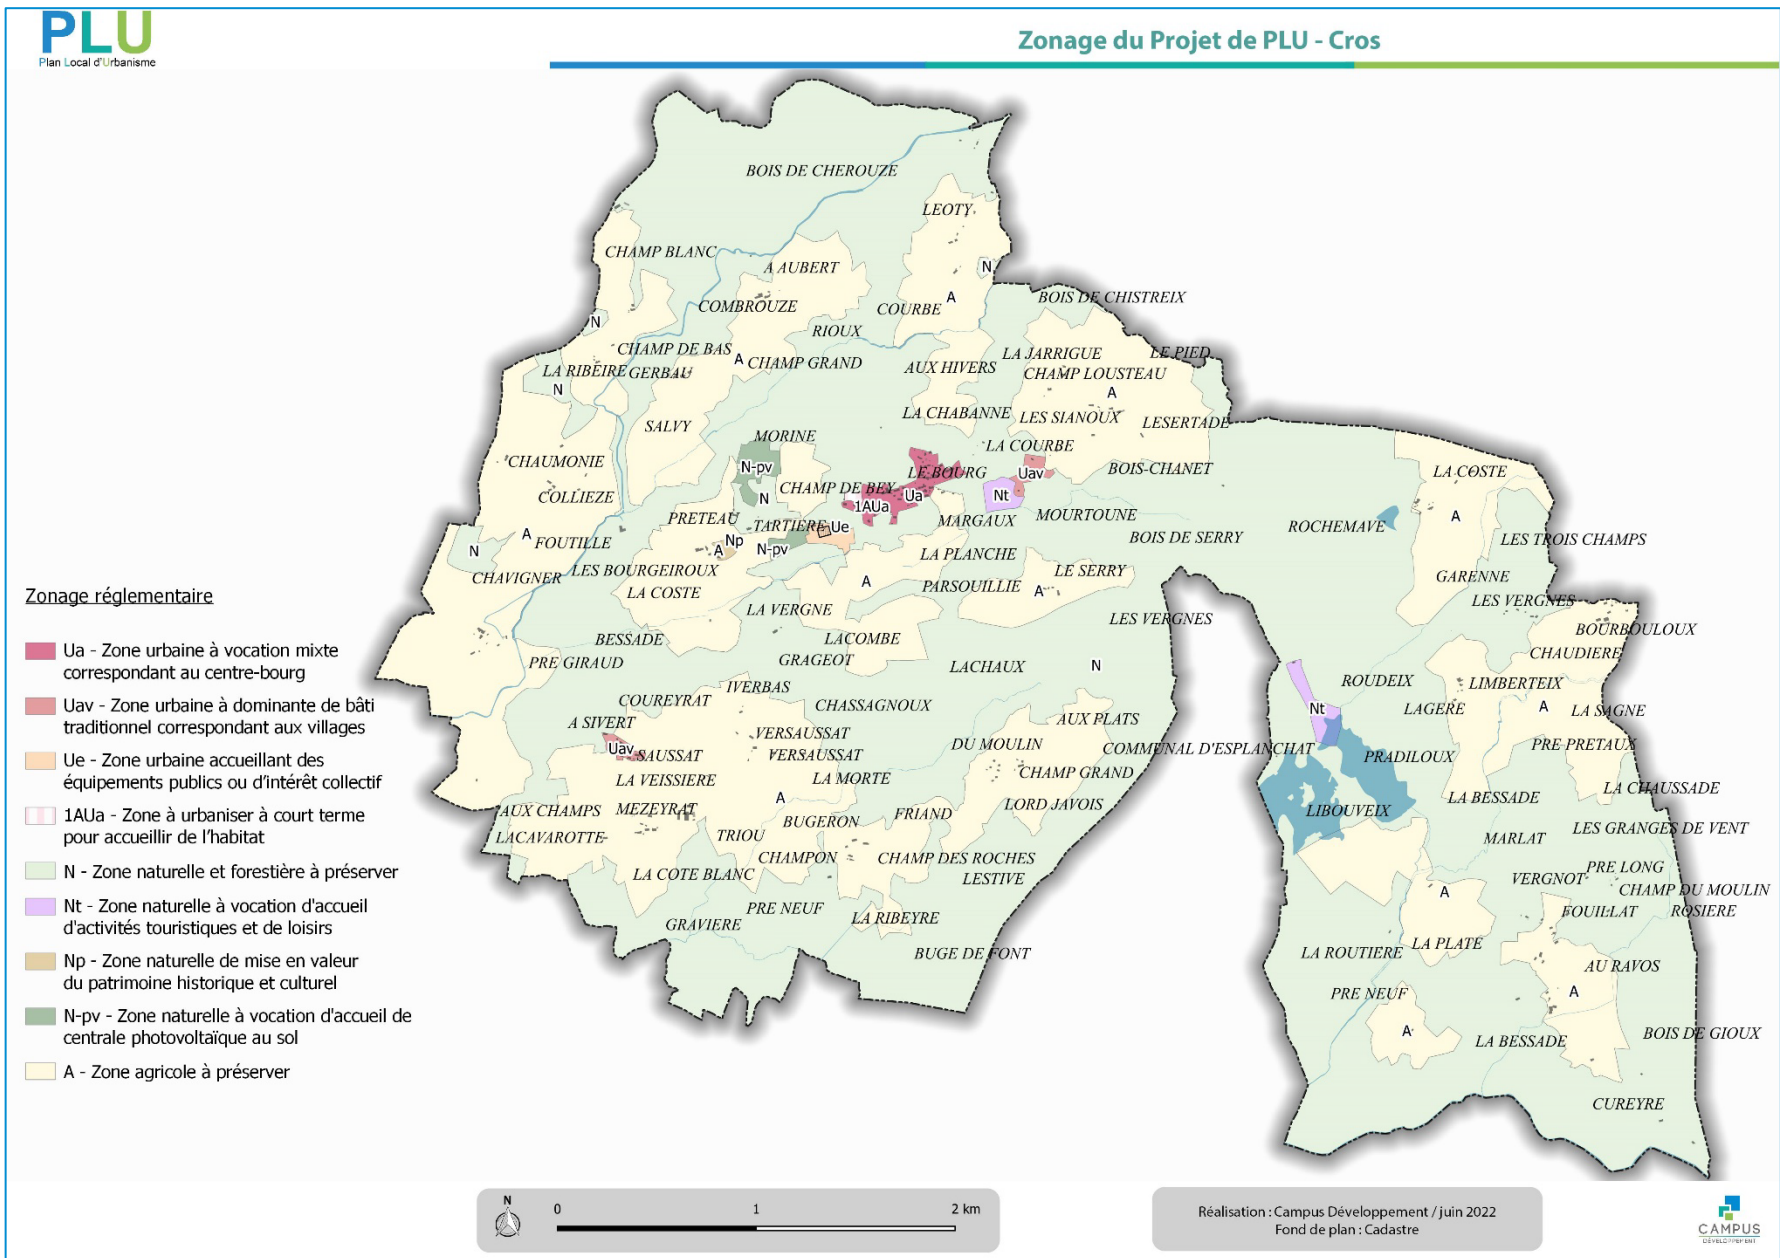 PLU
Plan Local d'Urbanisme
Zonage du Projet de PLU - Cros
BOIS DE CHEROUZE
LEOTY
CHAMP BLANC
A AUBERT
N
COMBROUZE
COURBE
A
BOIS DE CHISTREIX
N
RIOUX
CHAMP DE BAS
A
CHAMP GRAND
LA JARRIGUE
LE PIED
LA RIBEIRE
GERBAU
AUX HIVERS
CHAMP LOUSTEAU
N
A
LA CHABANNE
LES SIANOUX
LESERTADE
SALVY
MORINE
LA COURBE
CHAUMONIE
N-pv
LE BOURG
Uav
BOIS-CHANET
LA COSTE
COLLIEZE
N
CHAMP DE BEY
Ua
Nt
1AUa
PRETEAU
TARTIERE
Ue
MARGAUX
MOURTOUNE
ROCHEMAVE
A
A
FOUTILLE
Np
A
N-pv
BOIS DE SERRY
LES TROIS CHAMPS
N
LA PLANCHE
CHAVIGNER
LES BOURGEIROUX
A
PARSOUILLIE
LE SERRY
GARENNE
LA COSTE
A
LES VERGNES
LA VERGNE
LES VERGNES
BESSADE
LACOMBE
BOURBOULOUX
PRE GIRAUD
GRAGEOT
LACHAUX
N
CHAUDIERE
IVERBAS
ROUDEIX
LIMBERTEIX
COUREYRAT
CHASSAGNOUX
Nt
LAGERE
A
LA SAGNE
A SIVERT
VERSAUSSAT
AUX PLATS
Uav
SAUSSAT
VERSAUSSAT
DU MOULIN
COMMUNAL D'ESPLANCHAT
PRADILOUX
PRE PRETAUX
LA VEISSIERE
LA MORTE
CHAMP GRAND
LA CHAUSSADE
AUX CHAMPS
MEZEYRAT
A
BUGERON
FRIAND
LORD JAVOIS
LIBOUVEIX
LA BESSADE
LACAVAROTTE
TRIOU
MARLAT
LES GRANGES DE VENT
CHAMPON
CHAMP DES ROCHES
LA COTE BLANC
LESTIVE
VERGNOT
PRE LONG
CHAMP DU MOULIN
PRE NEUF
A
GRAVIERE
LA RIBEYRE
FOUILLAT
ROSIERE
BUGE DE FONT
LA ROUTIERE
LA PLATE
AU RAVOS
PRE NEUF
A
A
LA BESSADE
BOIS DE GIOUX
CUREYRE
Zonage réglementaire
Ua - Zone urbaine à vocation mixte
correspondant au centre-bourg
Uav - Zone urbaine à dominante de bâti
traditionnel correspondant aux villages
Ue - Zone urbaine accueillant des
équipements publics ou d'intérêt collectif
1AUa - Zone à urbaniser à court terme
pour accueillir de l'habitat
N - Zone naturelle et forestière à préserver
Nt - Zone naturelle à vocation d'accueil
d'activités touristiques et de loisirs
Np - Zone naturelle de mise en valeur
du patrimoine historique et culturel
N-pv - Zone naturelle à vocation d'accueil de
centrale photovoltaïque au sol
A - Zone agricole à préserver
N
0 1 2 km
Réalisation : Campus Développement / juin 2022
Fond de plan : Cadastre
CAMPUS
DÉVELOPPEMENT